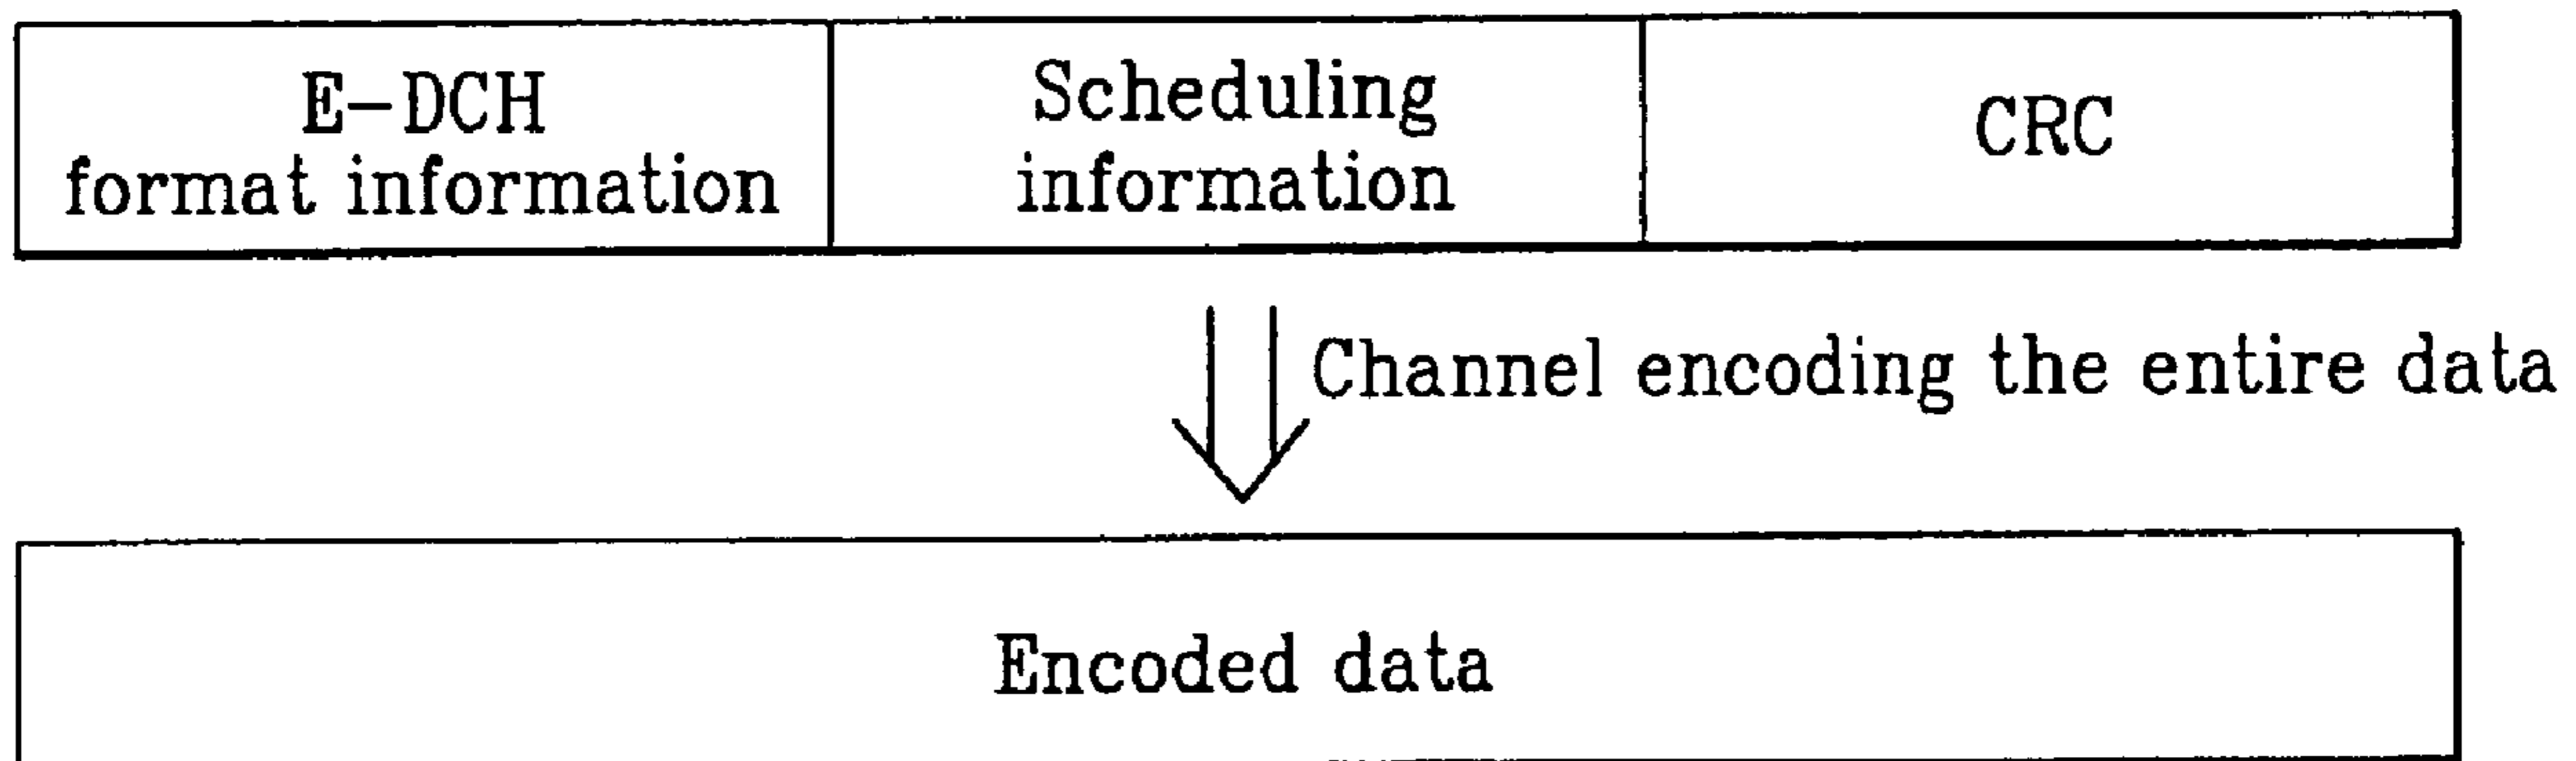 E-DCH
format information
Scheduling
information
CRC
Channel encoding the entire data
Encoded data